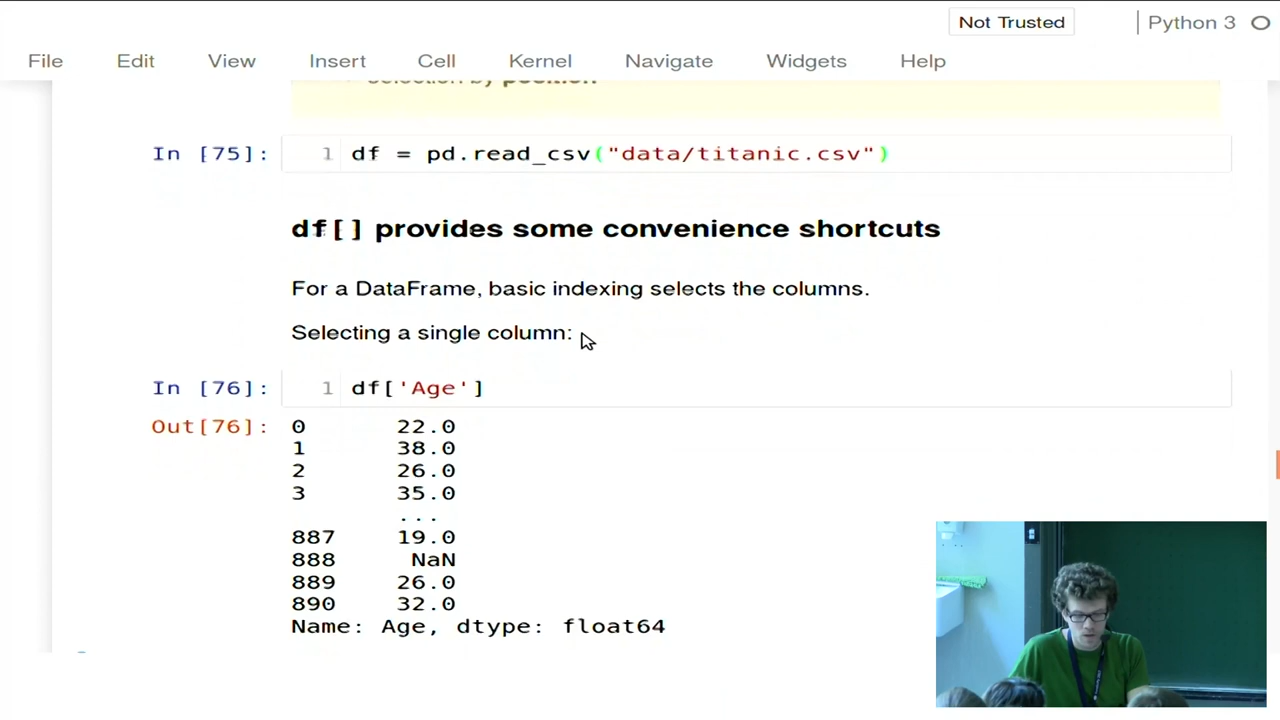 Not Trusted
Python 3
File Edit View Insert Cell Kernel Navigate Widgets Help
selection by position.
In [75]: 1 df = pd.read_csv("data/titanic.csv")
df[] provides some convenience shortcuts
For a DataFrame, basic indexing selects the columns.
Selecting a single column:
In [76]: 1 df['Age']
Out[76]: 0 22.0
1 38.0
2 26.0
3 35.0
...
887 19.0
888 NaN
889 26.0
890 32.0
Name: Age, dtype: float64